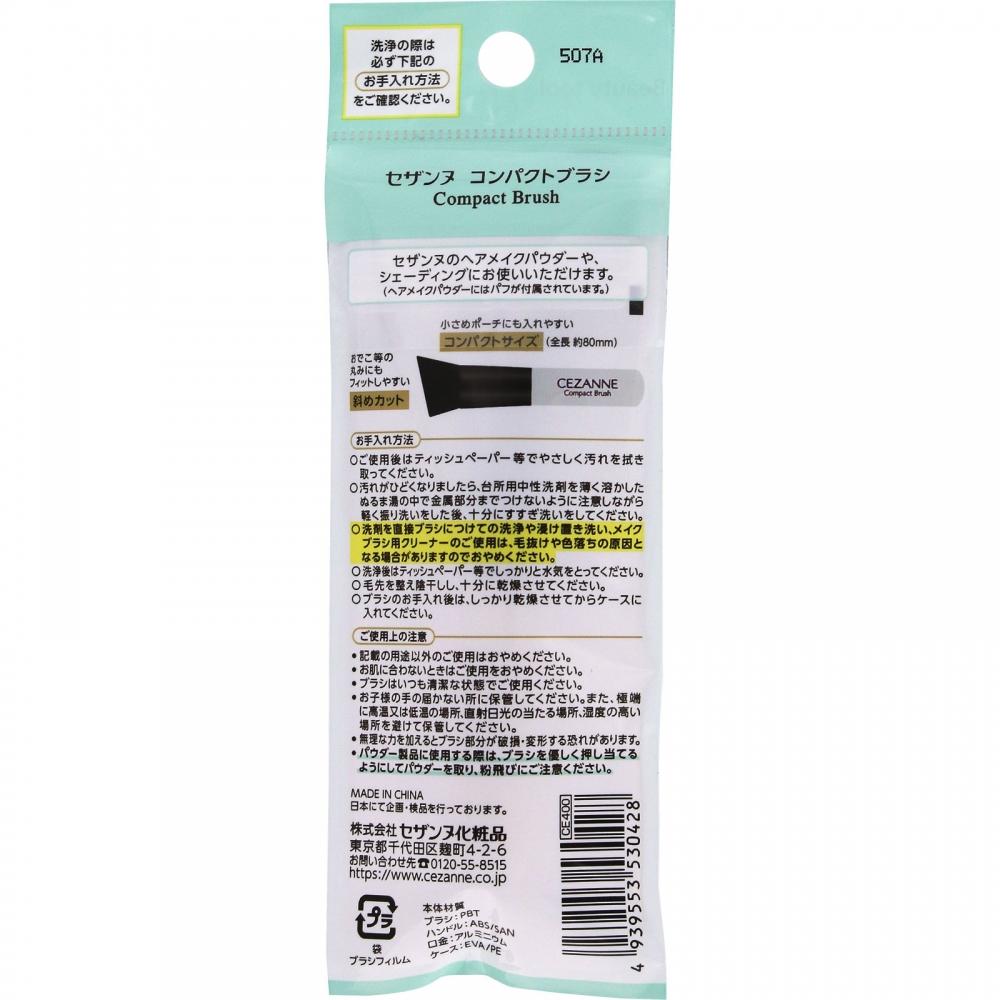 洗浄の際は
必ず下記の
お手入れ方法
をご確認ください。
507A
セザンヌ コンパクトブラシ
Compact Brush
セザンヌのヘアメイクパウダーや、
シェーディングにお使いいただけます。
(ヘアメイクパウダーにはパフが付属されています。)
小さめポーチにも入れやすい
コンパクトサイズ (全長 約80mm)
おでこ等の
丸みにも
フィットしやすい
斜めカット
CEZANNE
Compact Brush
お手入れ方法
○ご使用後はティッシュペーパー等でやさしく汚れを拭き
取ってください。
○汚れがひどくなりましたら、台所用中性洗剤を薄く溶かした
ぬるま湯の中で金属部分までつけないように注意しながら
軽く振り洗いをした後、十分にすすぎ洗いをしてください。
○洗剤を直接ブラシにつけての洗浄や浸け置き洗い、メイク
ブラシ用クリーナーのご使用は、毛抜けや色落ちの原因と
なる場合がありますのでおやめください。
○洗浄後はティッシュペーパー等でしっかりと水気をとってください。
○毛先を整え陰干しし、十分に乾燥させてください。
○ブラシのお手入れ後は、しっかり乾燥させてからケースに
入れてください。
ご使用上の注意
・記載の用途以外のご使用はおやめください。
・お肌に合わないときはご使用をおやめください。
・ブラシはいつも清潔な状態でご使用ください。
・お子様の手の届かない所に保管してください。また、極端
に高温又は低温の場所、直射日光の当たる場所、湿度の高い
場所を避けて保管してください。
・無理な力を加えるとブラシ部分が破損・変形する恐れがあります。
・パウダー製品に使用する際は、ブラシを優しく押し当てる
ようにしてパウダーを取り、粉飛びにご注意ください。
MADE IN CHINA
日本にて企画・検品を行っております。
株式会社 セザンヌ化粧品
東京都千代田区麹町4-2-6
お問い合わせ先☎0120-55-8515
https://www.cezanne.co.jp
プラ
袋
ブラシフィルム
本体材質
ブラシ:PBT
ハンドル:ABS/SAN
口金:アルミニウム
ケース:EVA/PE
CE400
4 939553 530428